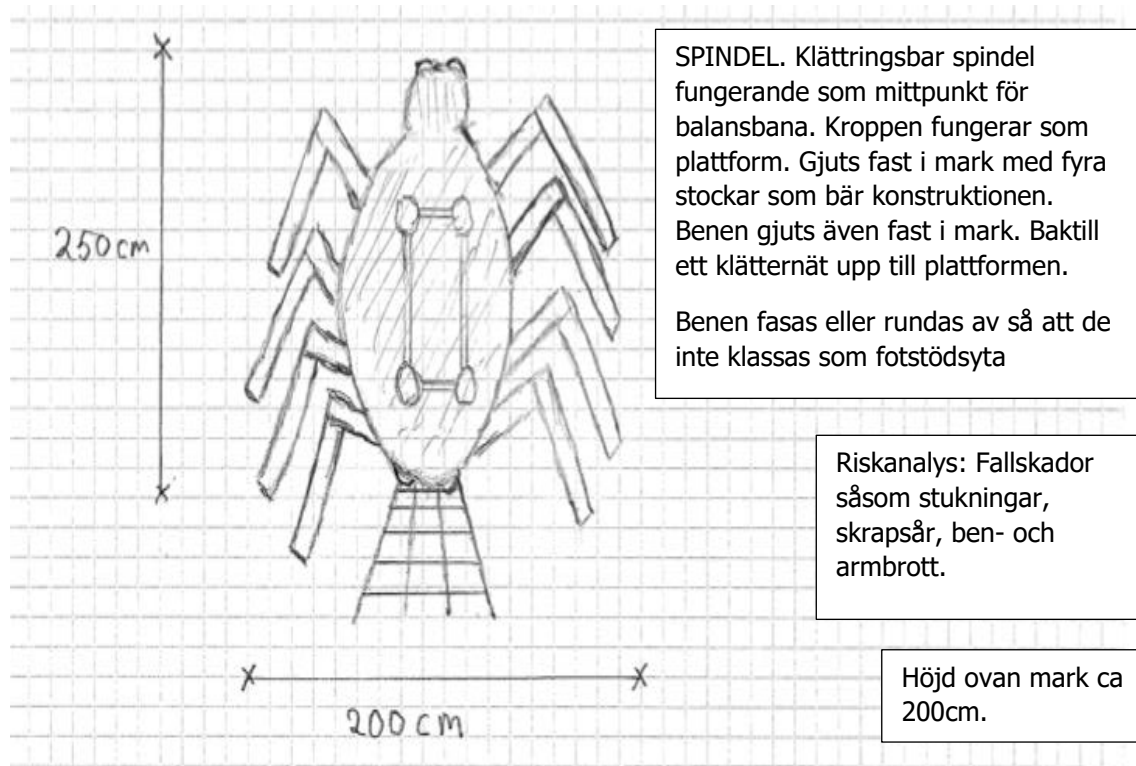 SPINDEL. Klättringsbar spindel
fungerande som mittpunkt för
balansbana. Kroppen fungerar som
plattform. Gjuts fast i mark med fyra
stockar som bär konstruktionen.
Benen gjuts även fast i mark. Baktill
ett klätternät upp till plattformen.
Benen fasas eller rundas av så att de
inte klassas som fotstödsyta
250 cm
Riskanalys: Fallskador
såsom stukningar,
skrapsår, ben- och
armbrott.
Höjd ovan mark ca
200cm.
200 cm